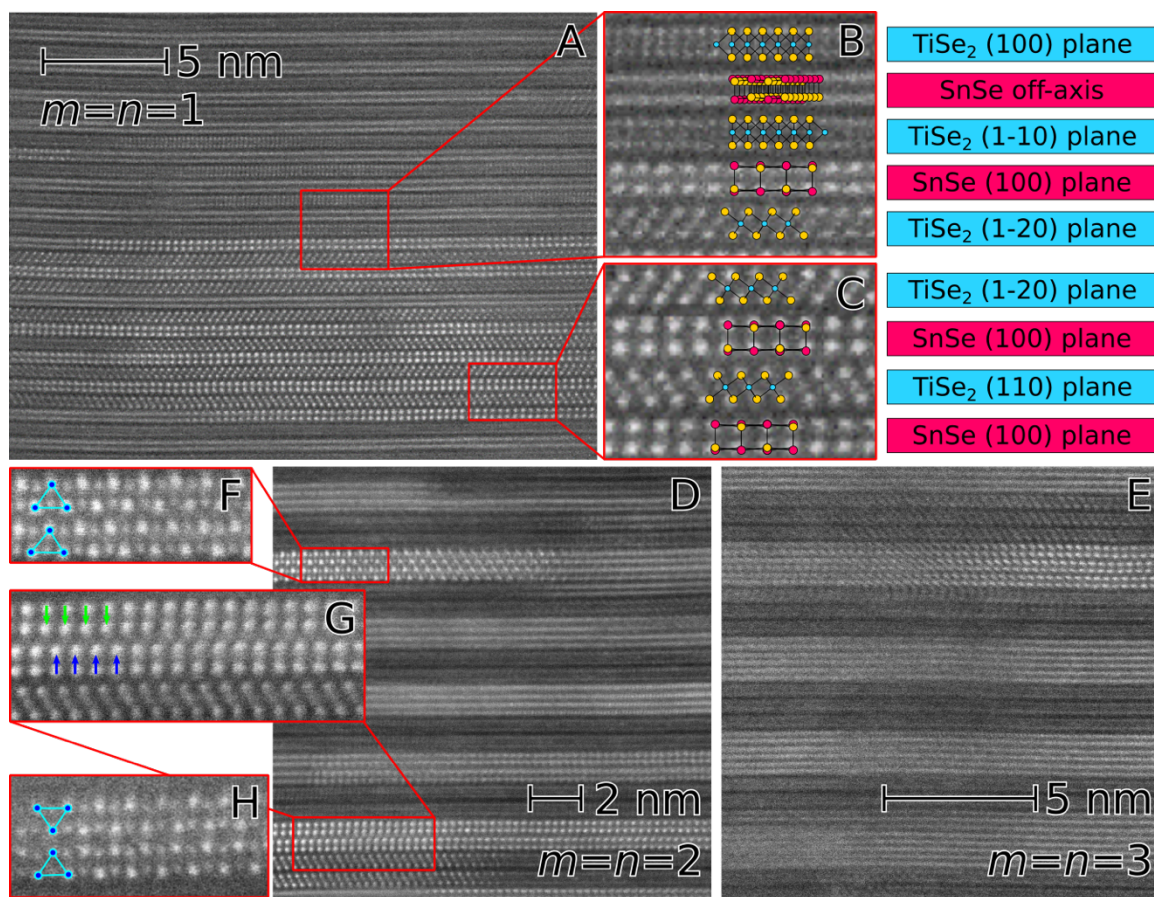 A
5 nm
m=n=1
B
TiSe₂ (100) plane
SnSe off-axis
TiSe₂ (1-10) plane
SnSe (100) plane
TiSe₂ (1-20) plane
C
TiSe₂ (1-20) plane
SnSe (100) plane
TiSe₂ (110) plane
SnSe (100) plane
F
D
E
G
H
2 nm
m=n=2
5 nm
m=n=3